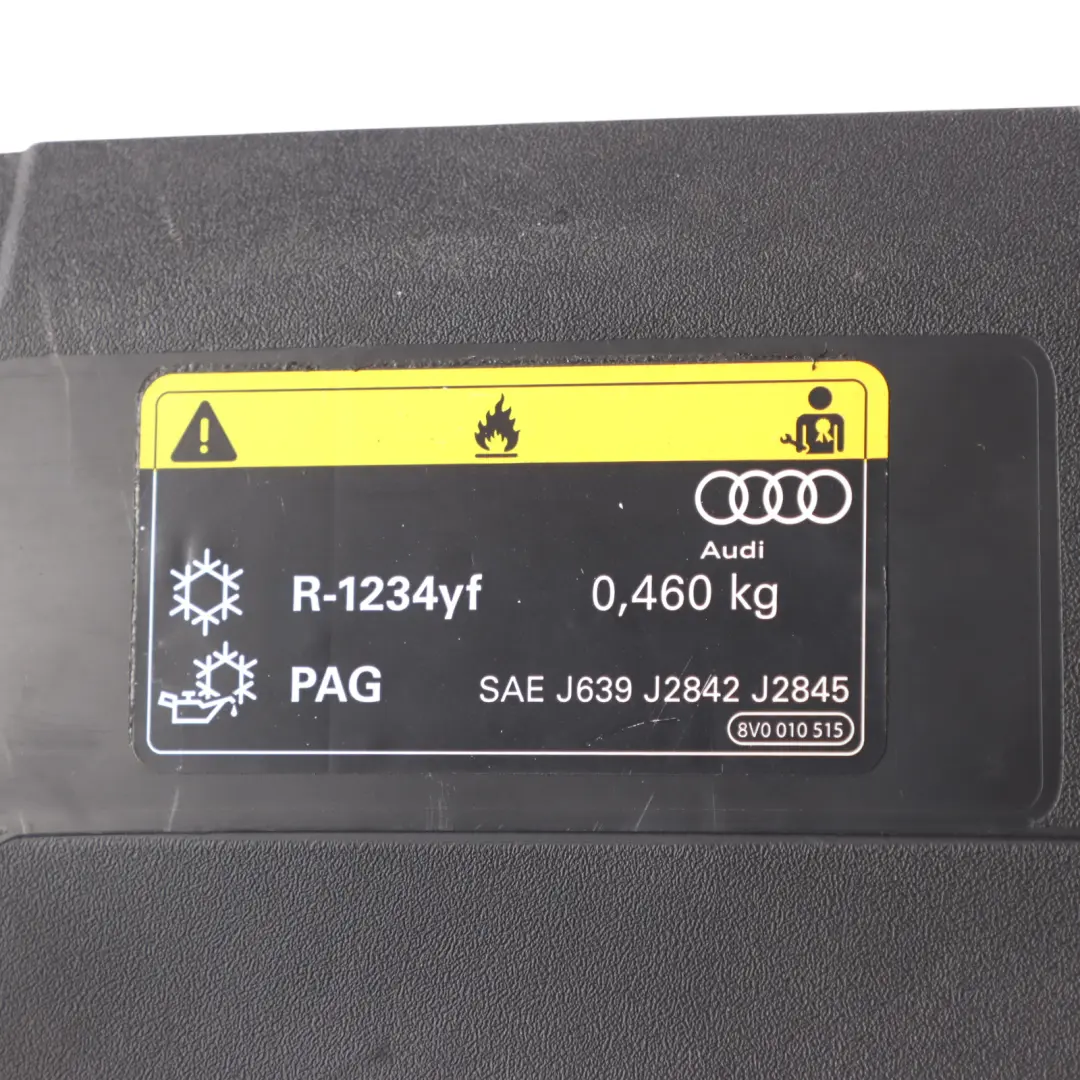 Audi
R-1234yf 0,460 kg
PAG SAE J639 J2842 J2845
8V0 010 515